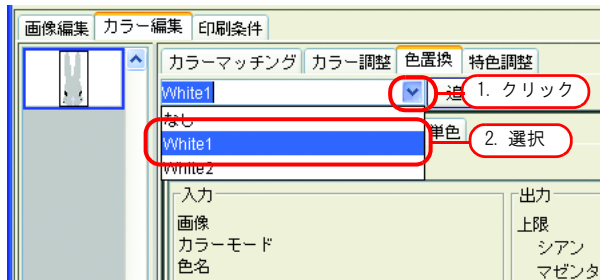 画像編集 カラー編集 印刷条件
カラーマッチング カラー調整 色置換 特色調整
White1 追
1. クリック
なし
White1 単色
2. 選択
White2
入力 出力
画像 上限
カラーモード シアン
色名 マゼンタ